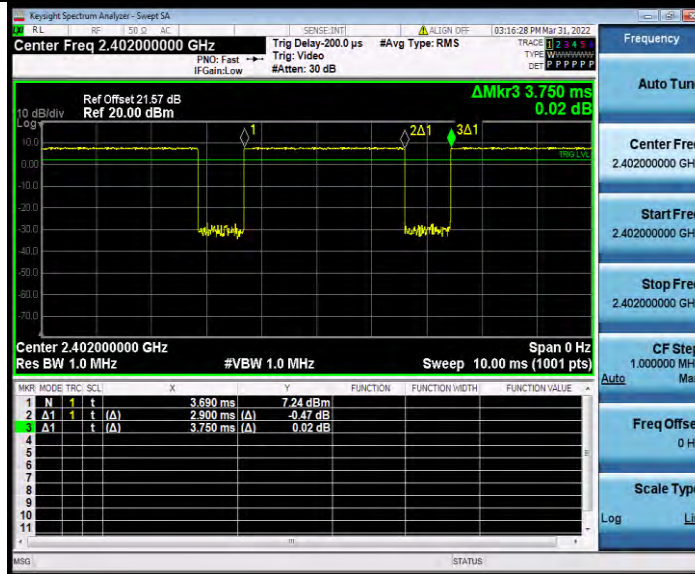 Keysight Spectrum Analyzer - Swept SA
RL RF 50 Ω AC SENSE:INT ALIGN OFF 03:16:28 PM Mar 31, 2022
Center Freq 2.402000000 GHz
PNO: Fast
IFGain:Low
Trig Delay-200.0 µs
Trig: Video
#Atten: 30 dB
#Avg Type: RMS
TRACE 1 2 3 4 5 6
TYPE W
DET P P P P P P
10 dB/div
Log
Ref Offset 21.57 dB
Ref 20.00 dBm
ΔMkr3 3.750 ms
0.02 dB
1
2Δ1
3Δ1
TRIG LVL
10.0
0.00
-10.0
-20.0
-30.0
-40.0
-50.0
-60.0
-70.0
Center 2.402000000 GHz Span 0 Hz
Res BW 1.0 MHz #VBW 1.0 MHz Sweep 10.00 ms (1001 pts)
MKR MODE TRC SCL X Y FUNCTION FUNCTION WIDTH FUNCTION VALUE
1 N 1 t 3.690 ms 7.24 dBm
2 Δ1 1 t (Δ) 2.900 ms (Δ) -0.47 dB
3 Δ1 t (Δ) 3.750 ms (Δ) 0.02 dB
4
5
6
7
8
9
10
11
MSG STATUS
Frequency
Auto Tun
Center Fre
2.402000000 GH
Start Fre
2.402000000 GH
Stop Fre
2.402000000 GH
CF Ste
1.000000 MH
Auto Ma
Freq Offse
0 H
Scale Typ
Log Li